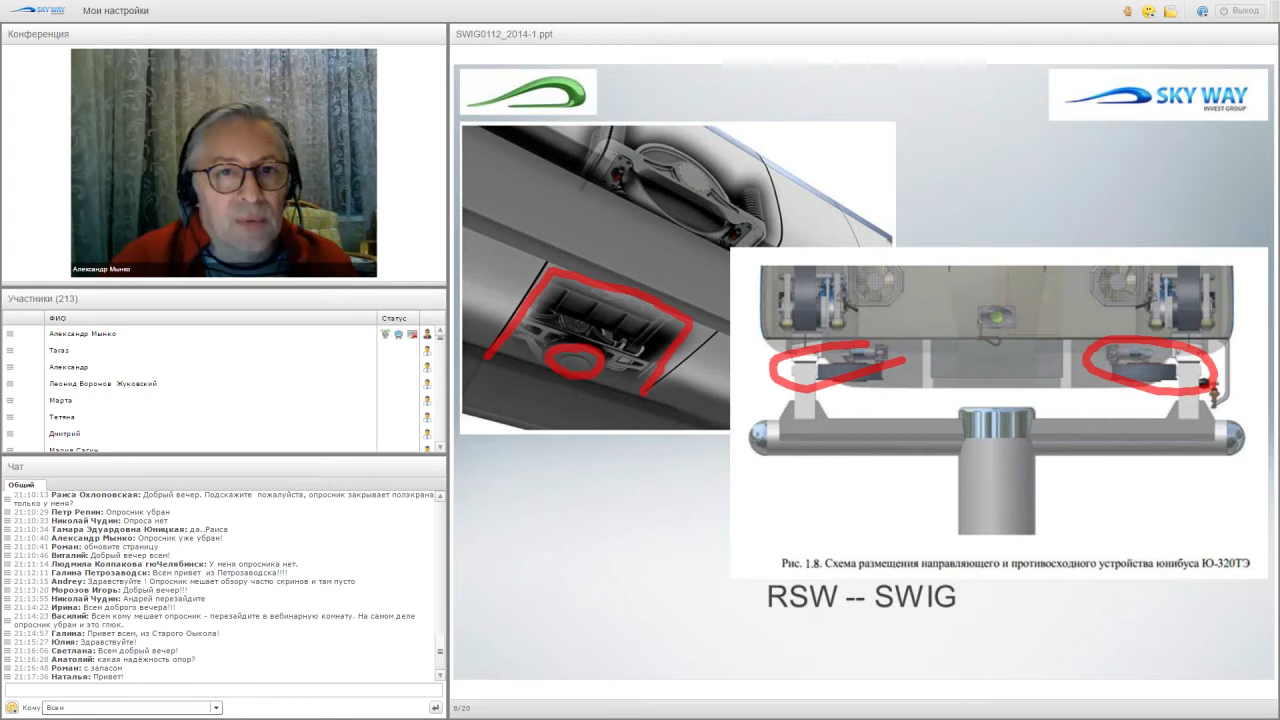 SKY WAY
INVEST GROUP
Мои настройки
Выход
Конференция
Александр Мынко
Участники (213)
ФИО
Статус
Александр Мынко
Taras
Александр
Леонид Воронов Жуковский
Марта
Тетяна
Дмитрий
Мария Сагин
Чат
Общий
21:10:13 Раиса Охлоповская: Добрый вечер. Подскажите пожалуйста, опросник закрывает полэкрана
только у меня?
21:10:29 Петр Репин: Опросник убран
21:10:33 Николай Чудин: Опроса нет
21:10:34 Тамара Эдуардовна Юницкая: да..Раиса
21:10:40 Александр Мынко: Опросник уже убран!
21:10:41 Роман: обновите страницу
21:10:46 Виталий: Добрый вечер всем!
21:11:14 Людмила Колпакова гюЧелябинск: У меня опросника нет.
21:12:11 Галина Петрозаводск: Всем привет из Петрозаводска!!!!
21:13:15 Andrey: Здравствуйте ! Опросник мешает обзору частю скринов и там пусто
21:13:20 Морозов Игорь: Добрый вечер!!!
21:13:55 Николай Чудин: Андрей перезайдите
21:14:22 Ирина: Всем доброго вечера!!!
21:14:23 Василий: Всем кому мешает опросник - перезайдите в вебинарную комнату. На самом деле
опросник убран и это глюк.
21:14:57 Галина: Привет всем, из Старого Оыкола!
21:15:27 Юлия: Здравствуйте!
21:16:06 Светлана: Всем добрый вечер!
21:16:28 Анатолий: какая надёжность опор?
21:16:48 Роман: с запасом
21:17:36 Наталья: Привет!
Кому
Всем
SWIG0112_2014-1.ppt
SKY WAY
INVEST GROUP
Рис. 1.8. Схема размещения направляющего и противосходного устройства юнибуса Ю-320ТЭ
RSW -- SWIG
8/20